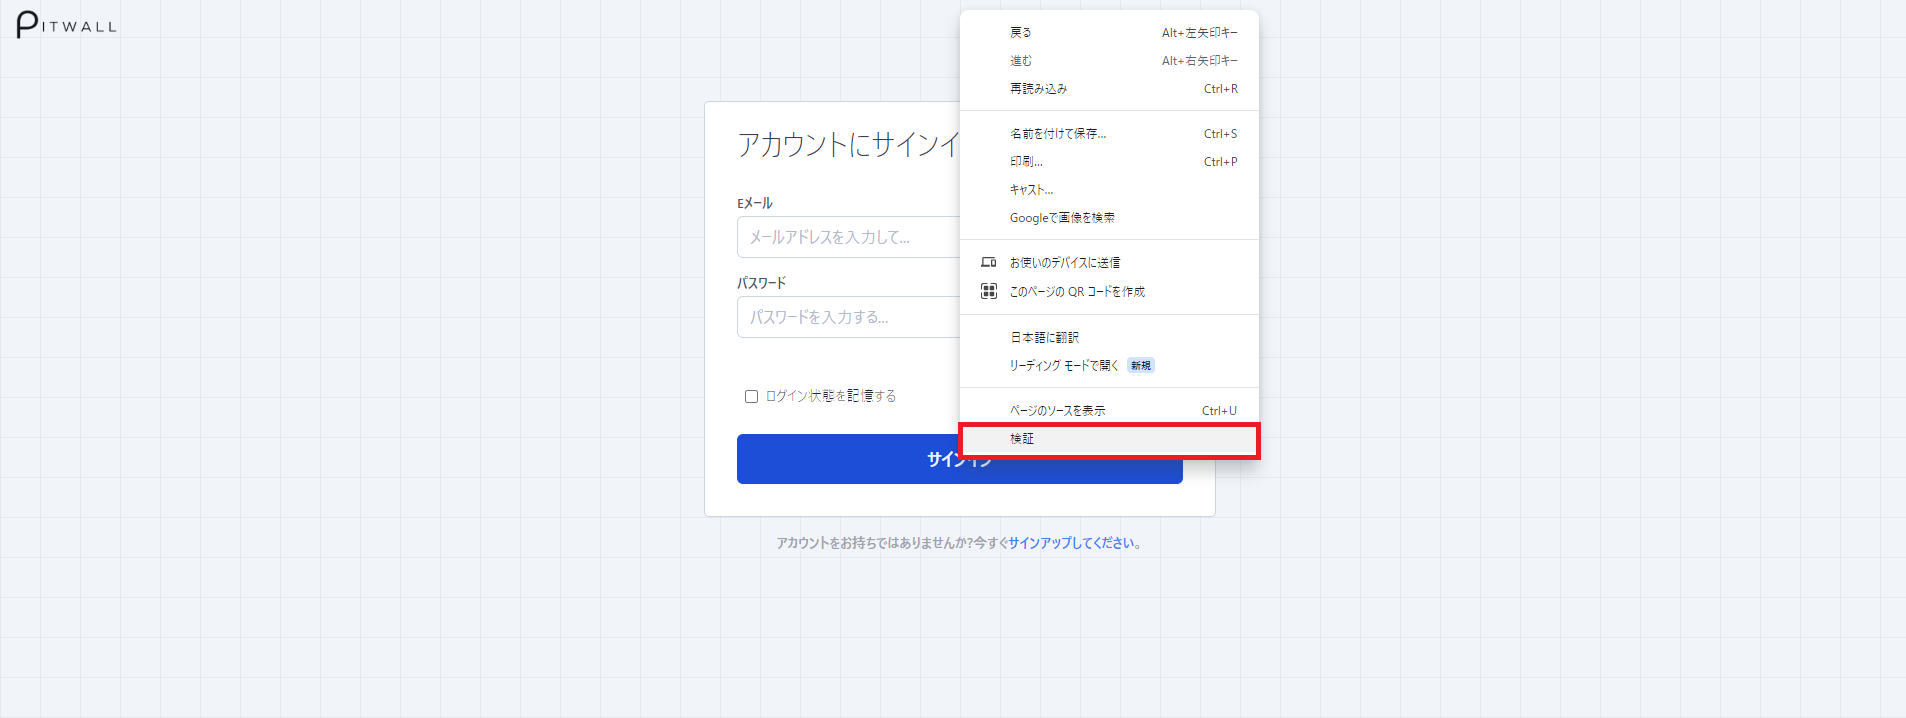 PITWALL
戻る Alt+左矢印キー
進む Alt+右矢印キー
再読み込み Ctrl+R
名前を付けて保存... Ctrl+S
印刷... Ctrl+P
キャスト...
Googleで画像を検索
お使いのデバイスに送信
このページの QR コードを作成
日本語に翻訳
リーディング モードで開く 新規
ページのソースを表示 Ctrl+U
検証
アカウントにサインイ
Eメール
メールアドレスを入力して...
パスワード
パスワードを入力する...
ログイン状態を記憶する
サインイン
アカウントをお持ちではありませんか?今すぐサインアップしてください。